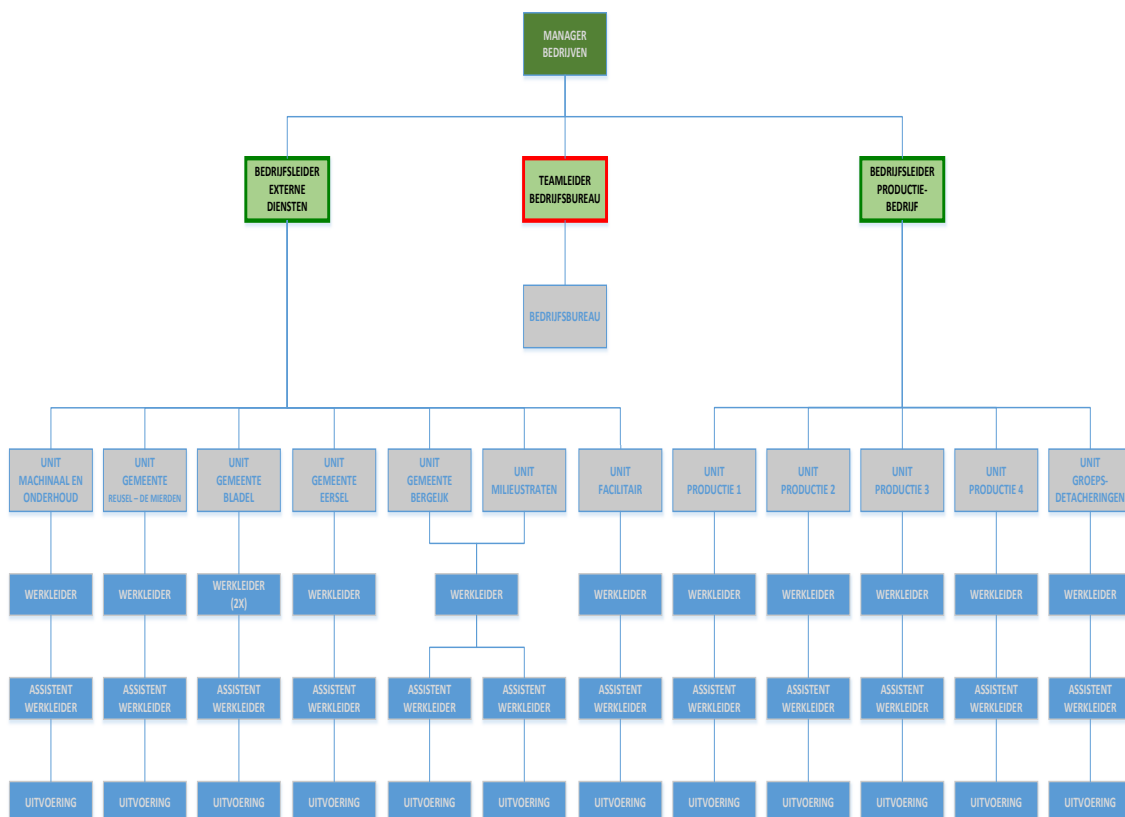 MANAGER
BEDRIJVEN
BEDRIJFSLEIDER
EXTERNE
DIENSTEN
TEAMLEIDER
BEDRIJFSBUREAU
BEDRIJFSLEIDER
PRODUCTIE-
BEDRIJF
BEDRIJFSBUREAU
UNIT
MACHINAAL EN
ONDERHOUD
UNIT
GEMEENTE
REUSEL – DE MIERDEN
UNIT
GEMEENTE
BLADEL
UNIT
GEMEENTE
EERSEL
UNIT
GEMEENTE
BERGEIJK
UNIT
MILIEUSTRATEN
UNIT
FACILITAIR
UNIT
PRODUCTIE 1
UNIT
PRODUCTIE 2
UNIT
PRODUCTIE 3
UNIT
PRODUCTIE 4
UNIT
GROEPS-
DETACHERINGEN
WERKLEIDER
WERKLEIDER
WERKLEIDER
(2X)
WERKLEIDER
WERKLEIDER
WERKLEIDER
WERKLEIDER
WERKLEIDER
WERKLEIDER
WERKLEIDER
WERKLEIDER
ASSISTENT
WERKLEIDER
ASSISTENT
WERKLEIDER
ASSISTENT
WERKLEIDER
ASSISTENT
WERKLEIDER
ASSISTENT
WERKLEIDER
ASSISTENT
WERKLEIDER
ASSISTENT
WERKLEIDER
ASSISTENT
WERKLEIDER
ASSISTENT
WERKLEIDER
ASSISTENT
WERKLEIDER
ASSISTENT
WERKLEIDER
ASSISTENT
WERKLEIDER
UITVOERING
UITVOERING
UITVOERING
UITVOERING
UITVOERING
UITVOERING
UITVOERING
UITVOERING
UITVOERING
UITVOERING
UITVOERING
UITVOERING